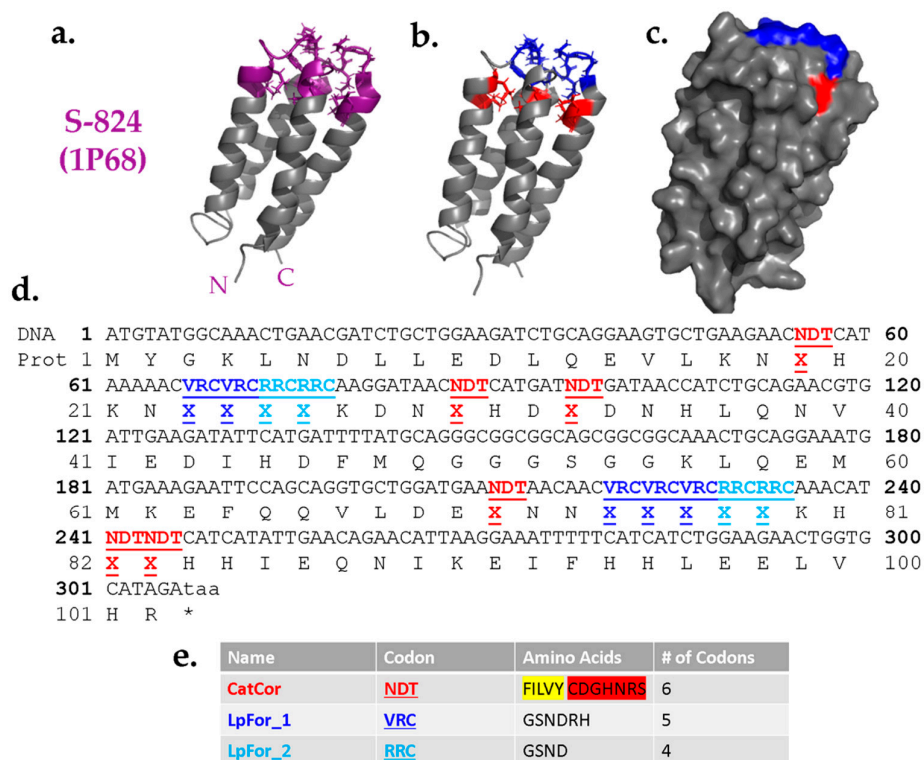 a.
b.
c.
S-824
(1P68)
N
C
d.
DNA 1 ATGTATGGCAAACTGAACGATCTGCTGGAAGATCTGCAGGAAGTGCTGAAGAACNDTCAT 60
Prot 1 M Y G K L N D L L E D L Q E V L K N X H 20
61 AAAAACVRCVRCRRCRRCAAGGATAACNDTCATGATNDTGATAACCATCTGCAGAACGTG 120
21 K N X X X X K D N X H D X D N H L Q N V 40
121 ATTGAAGATATTCATGATTTTATGCAGGGCGGCGGCAGCGGCGGCAAACTGCAGGAAATG 180
41 I E D I H D F M Q G G G S G G K L Q E M 60
181 ATGAAAGAATTCCAGCAGGTGCTGGATGAANDTAACAACVRCVRCVRCRRCRRCAAACAT 240
61 M K E F Q Q V L D E X N N X X X X X K H 81
241 NDTNDTCATCATATTGAACAGAACATTAAGGAAATTTTTCATCATCTGGAAGAACTGGTG 300
82 X X H H I E Q N I K E I F H H L E E L V 100
301 CATAGAtaa
101 H R *
e.
Name Codon Amino Acids # of Codons
CatCor NDT FILVY CDGHNRS 6
LpFor_1 VRC GSNDRH 5
LpFor_2 RRC GSND 4